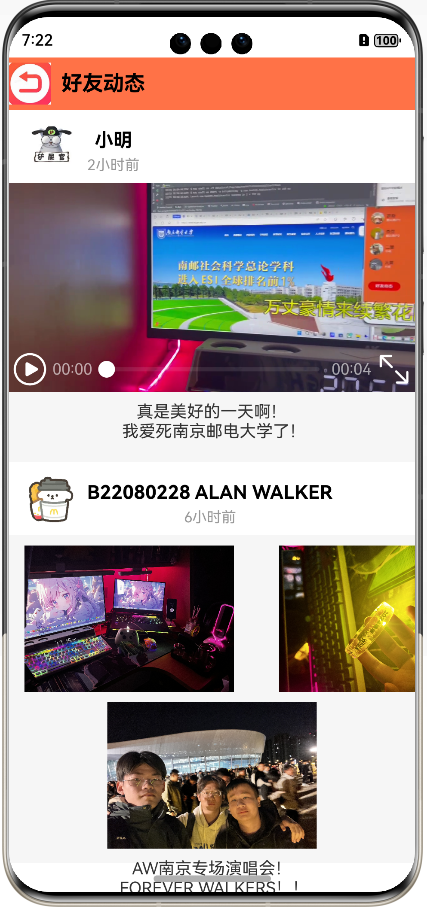 7:22
100
好友动态
铲屎官
小明
2小时前
南邮社会科学总论学科
进入ESI全球排名前1%
万丈豪情来续繁花
00:00
00:04
真是美好的一天啊！
我爱死南京邮电大学了！
B22080228 ALAN WALKER
6小时前
AW南京专场演唱会！
FOREVER WALKERS！！